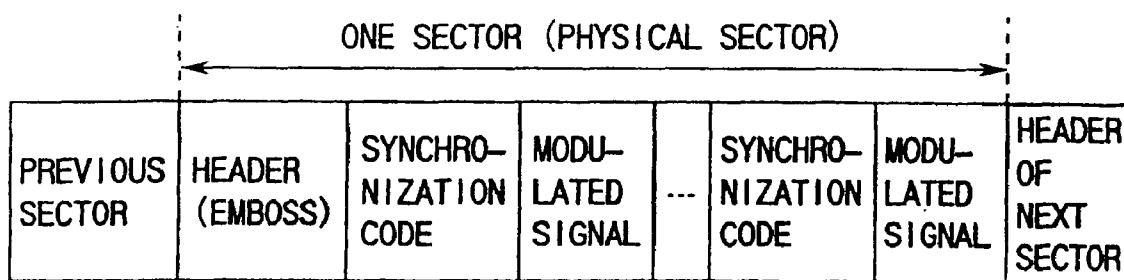 ONE SECTOR (PHYSICAL SECTOR)
PREVIOUS
SECTOR
HEADER
(EMBOSS)
SYNCHRO-
NIZATION
CODE
MODU-
LATED
SIGNAL
...
SYNCHRO-
NIZATION
CODE
MODU-
LATED
SIGNAL
HEADER
OF
NEXT
SECTOR